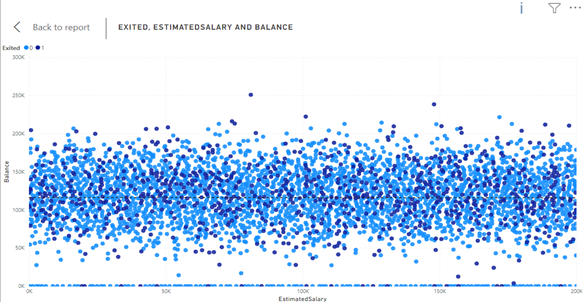 Back to report
EXITED, ESTIMATEDSALARY AND BALANCE
Exited 0 1
300K
250K
200K
150K
100K
50K
0K
Balance
0K 50K 100K 150K 200K
EstimatedSalary